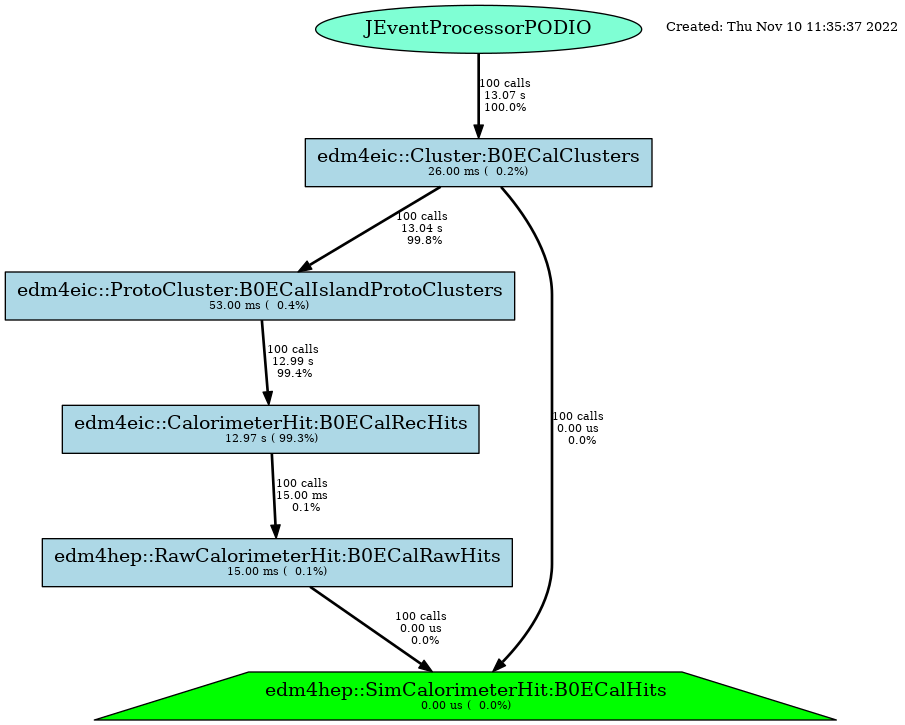 JEventProcessorPODIO
Created: Thu Nov 10 11:35:37 2022
100 calls
13.07 s
100.0%
edm4eic::Cluster:B0ECalClusters
26.00 ms (  0.2%)
100 calls
13.04 s
99.8%
edm4eic::ProtoCluster:B0ECalIslandProtoClusters
53.00 ms (  0.4%)
100 calls
12.99 s
99.4%
edm4eic::CalorimeterHit:B0ECalRecHits
12.97 s ( 99.3%)
100 calls
0.00 us
0.0%
100 calls
15.00 ms
0.1%
edm4hep::RawCalorimeterHit:B0ECalRawHits
15.00 ms (  0.1%)
100 calls
0.00 us
0.0%
edm4hep::SimCalorimeterHit:B0ECalHits
0.00 us (  0.0%)